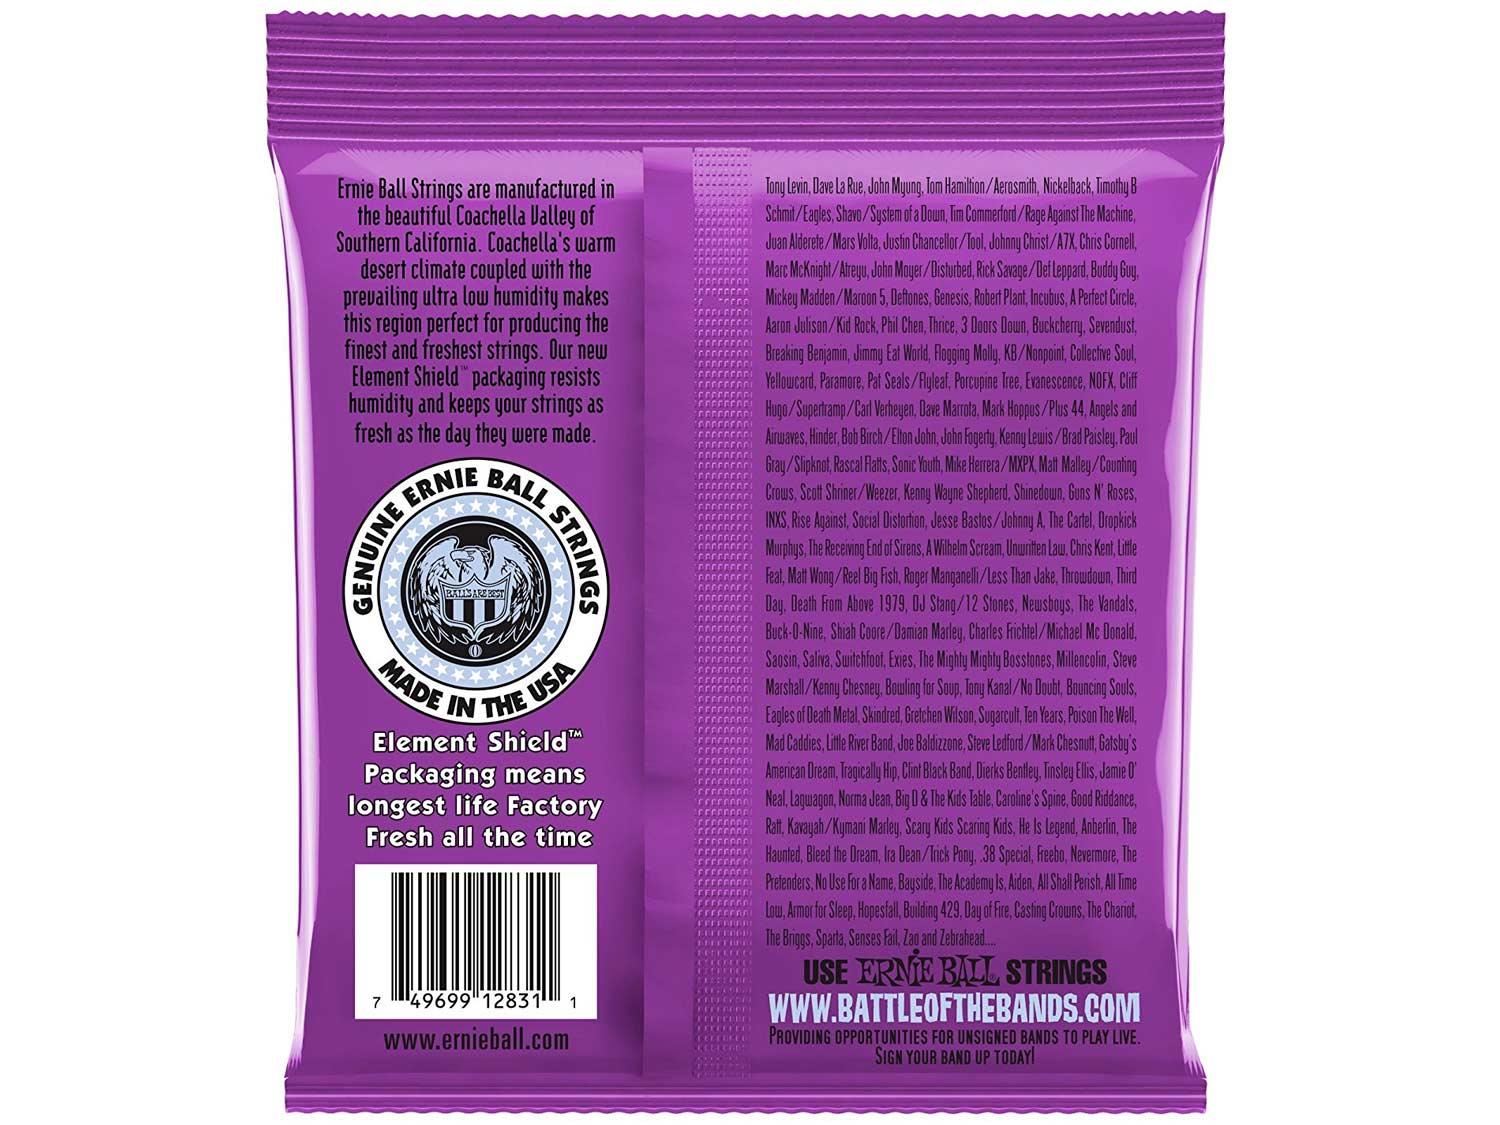 Ernie Ball Strings are manufactured in
the beautiful Coachella Valley of
Southern California. Coachella's warm
desert climate coupled with the
prevailing ultra low humidity makes
this region perfect for producing the
finest and freshest strings. Our new
Element Shield™ packaging resists
humidity and keeps your strings as
fresh as the day they were made.
GENUINE ERNIE BALL STRINGS
BALLS ARE BEST
MADE IN THE USA
Element Shield™
Packaging means
longest life Factory
Fresh all the time
7 49699 12831 1
www.ernieball.com
Tony Levin, Dave La Rue, John Myung, Tom Hamiltion/Aerosmith, Nickelback, Timothy B
Schmit/Eagles, Shavo/System of a Down, Tim Commerford/Rage Against The Machine,
Juan Alderete/Mars Volta, Justin Chancellor/Tool, Johnny Christ/A7X, Chris Cornell,
Marc McKnight/Atreyu, John Moyer/Disturbed, Rick Savage/Def Leppard, Buddy Guy,
Mickey Madden/Maroon 5, Deftones, Genesis, Robert Plant, Incubus, A Perfect Circle,
Aaron Julison/Kid Rock, Phil Chen, Thrice, 3 Doors Down, Buckcherry, Sevendust,
Breaking Benjamin, Jimmy Eat World, Flogging Molly, KB/Nonpoint, Collective Soul,
Yellowcard, Paramore, Pat Seals/Flyleaf, Porcupine Tree, Evanescence, NOFX, Cliff
Hugo/Supertramp/Carl Verheyen, Dave Marrota, Mark Hoppus/Plus 44, Angels and
Airwaves, Hinder, Bob Birch/Elton John, John Fogerty, Kenny Lewis/Brad Paisley, Paul
Gray/Slipknot, Rascal Flatts, Sonic Youth, Mike Herrera/MXPX, Matt Malley/Counting
Crows, Scott Shriner/Weezer, Kenny Wayne Shepherd, Shinedown, Guns N' Roses,
INXS, Rise Against, Social Distortion, Jesse Bastos/Johnny A, The Cartel, Dropkick
Murphys, The Receiving End of Sirens, A Wilhelm Scream, Unwritten Law, Chris Kent, Little
Feat, Matt Wong/Reel Big Fish, Roger Manganelli/Less Than Jake, Throwdown, Third
Day, Death From Above 1979, DJ Stang/12 Stones, Newsboys, The Vandals,
Buck-O-Nine, Shiah Coore/Damian Marley, Charles Frichtel/Michael Mc Donald,
Saosin, Saliva, Switchfoot, Exies, The Mighty Mighty Bosstones, Millencolin, Steve
Marshall/Kenny Chesney, Bowling for Soup, Tony Kanal/No Doubt, Bouncing Souls,
Eagles of Death Metal, Skindred, Gretchen Wilson, Sugarcult, Ten Years, Poison The Well,
Mad Caddies, Little River Band, Joe Baldizzone, Steve Ledford/Mark Chesnutt, Gatsby's
American Dream, Tragically Hip, Clint Black Band, Dierks Bentley, Tinsley Ellis, Jamie O'
Neal, Lagwagon, Norma Jean, Big D & The Kids Table, Caroline's Spine, Good Riddance,
Ratt, Kavayah/Kymani Marley, Scary Kids Scaring Kids, He Is Legend, Anberlin, The
Haunted, Bleed the Dream, Ira Dean/Trick Pony, .38 Special, Freebo, Nevermore, The
Pretenders, No Use For a Name, Bayside, The Academy Is, Aiden, All Shall Perish, All Time
Low, Armor for Sleep, Hopesfall, Building 429, Day of Fire, Casting Crowns, The Chariot,
The Briggs, Sparta, Senses Fail, Zao and Zebrahead....
USE ERNIE BALL® STRINGS
WWW.BATTLEOFTHEBANDS.COM
PROVIDING OPPORTUNITIES FOR UNSIGNED BANDS TO PLAY LIVE.
SIGN YOUR BAND UP TODAY!